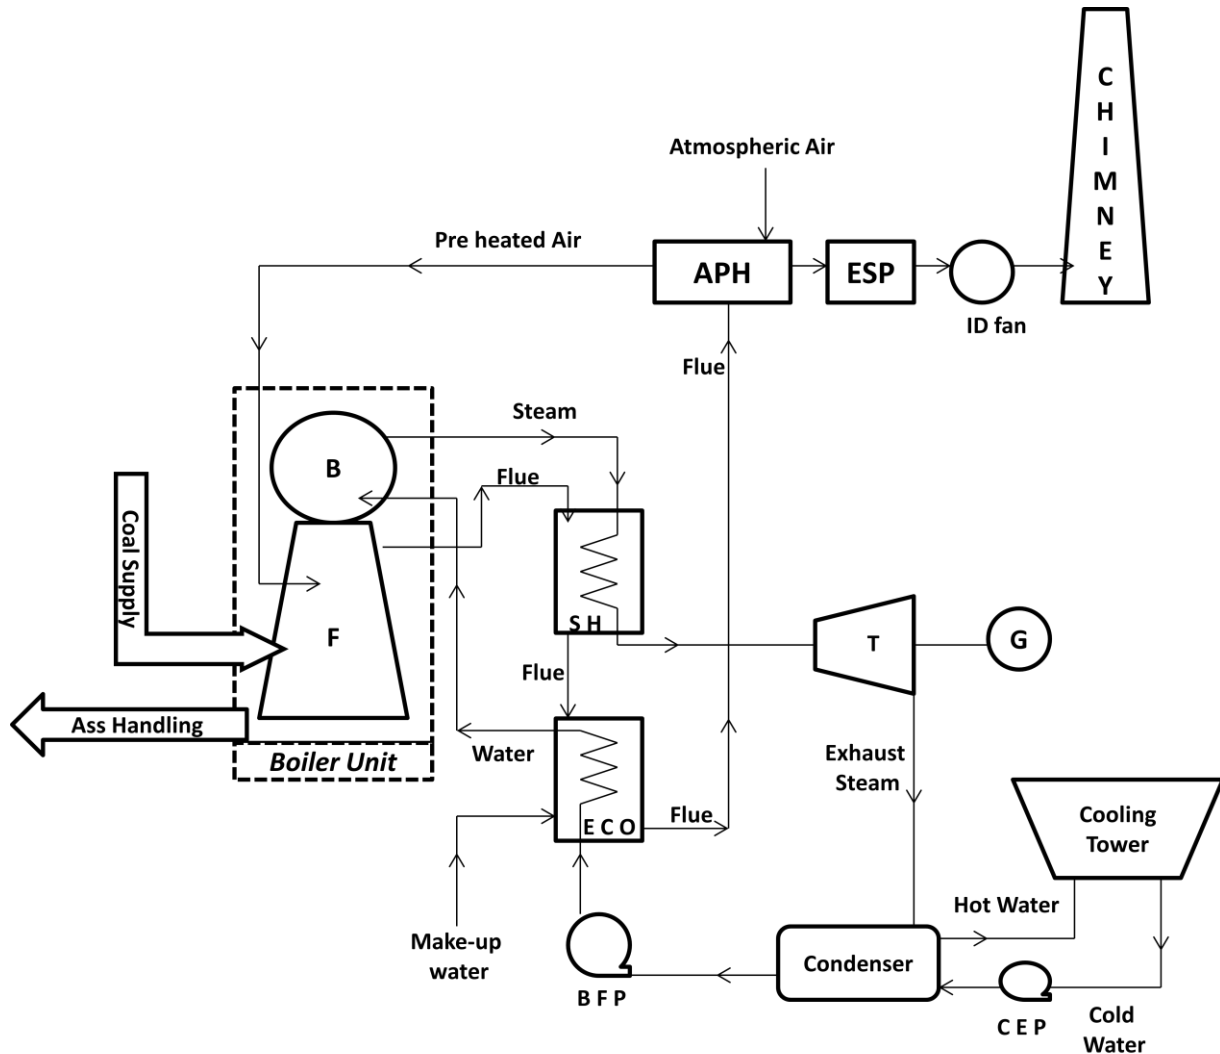 CHIMNEY
Atmospheric Air
Pre heated Air
APH
ESP
ID fan
Flue
Steam
B
Flue
Coal Supply
F
S H
T
G
Flue
Ass Handling
Boiler Unit
Water
Exhaust
Steam
E C O
Flue
Cooling
Tower
Hot Water
Make-up
water
Condenser
B F P
C E P
Cold
Water